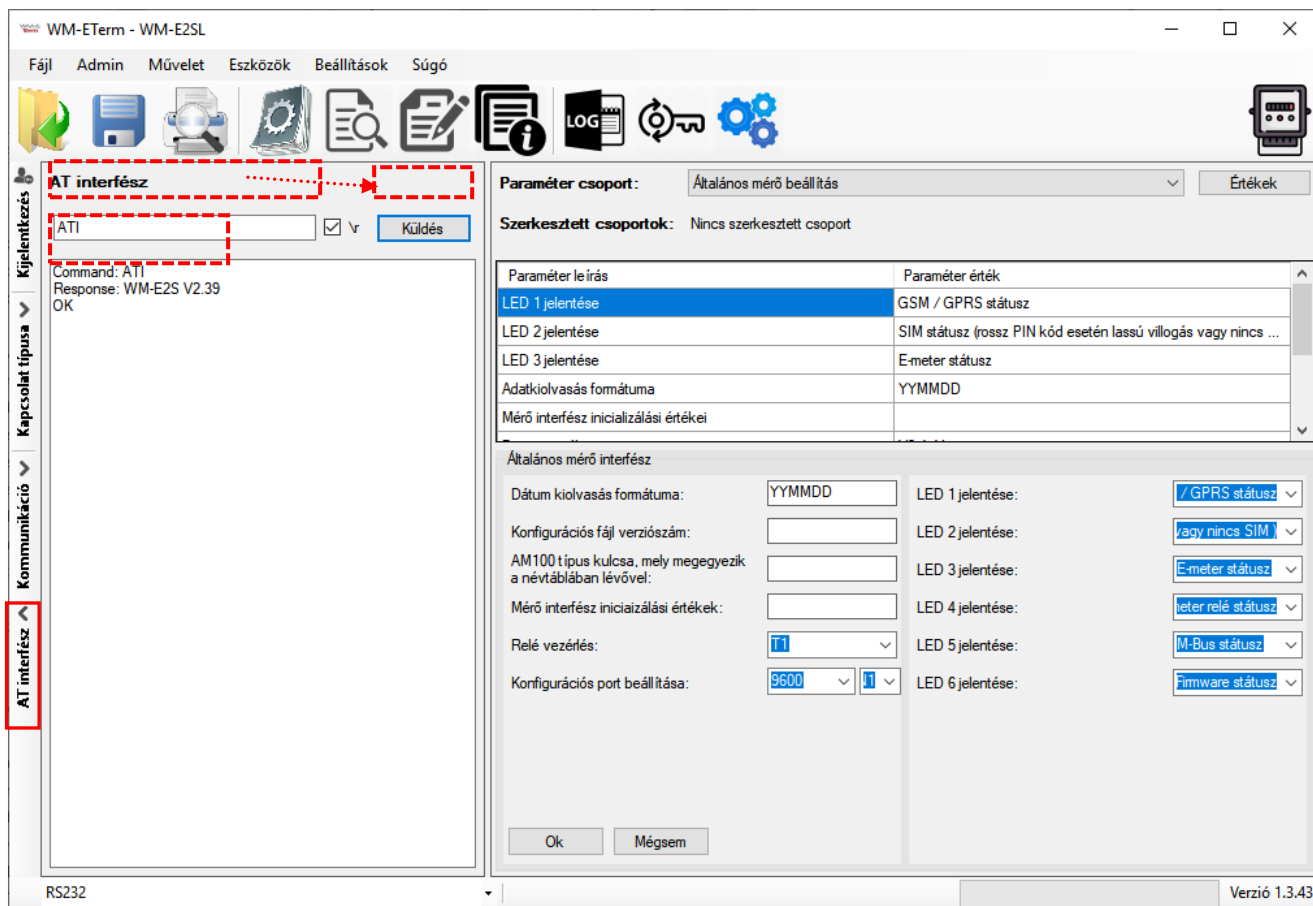 WM-ETerm - WM-E2SL
Fájl Admin Művelet Eszközök Beállítások Súgó
LOG
Kijelentkezés
Kapcsolat típusa
Kommunikáció
AT interfész
AT interfész
ATI \r Küldés
Command: ATI
Response: WM-E2S V2.39
OK
Paraméter csoport: Általános mérő beállítás Értékek
Szerkesztett csoportok: Nincs szerkesztett csoport
Paraméter leírás Paraméter érték
LED 1 jelentése GSM / GPRS státusz
LED 2 jelentése SIM státusz (rossz PIN kód esetén lassú villogás vagy nincs ...
LED 3 jelentése E-meter státusz
Adatkiolvasás formátuma YYMMDD
Mérő interfész inicializálási értékei
Általános mérő interfész
Dátum kiolvasás formátuma: YYMMDD LED 1 jelentése: / GPRS státusz
Konfigurációs fájl verziószám: LED 2 jelentése: vagy nincs SIM )
AM100 típus kulcsa, mely megegyezik
a névtáblában lévővel: LED 3 jelentése: E-meter státusz
Mérő interfész iniciaizálási értékek: LED 4 jelentése: relé státusz
Relé vezérlés: T1 LED 5 jelentése: M-Bus státusz
Konfigurációs port beállítása: 9600 LED 6 jelentése: Firmware státusz
Ok Mégsem
RS232 Verzió 1.3.43